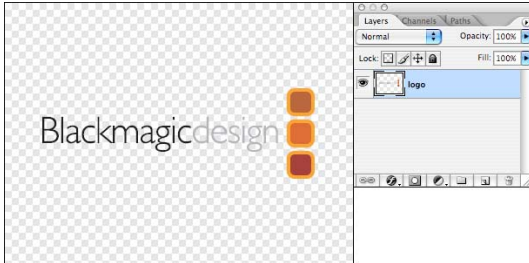 Blackmagicdesign
Layers Channels Paths
Normal Opacity: 100%
Lock: Fill: 100%
logo